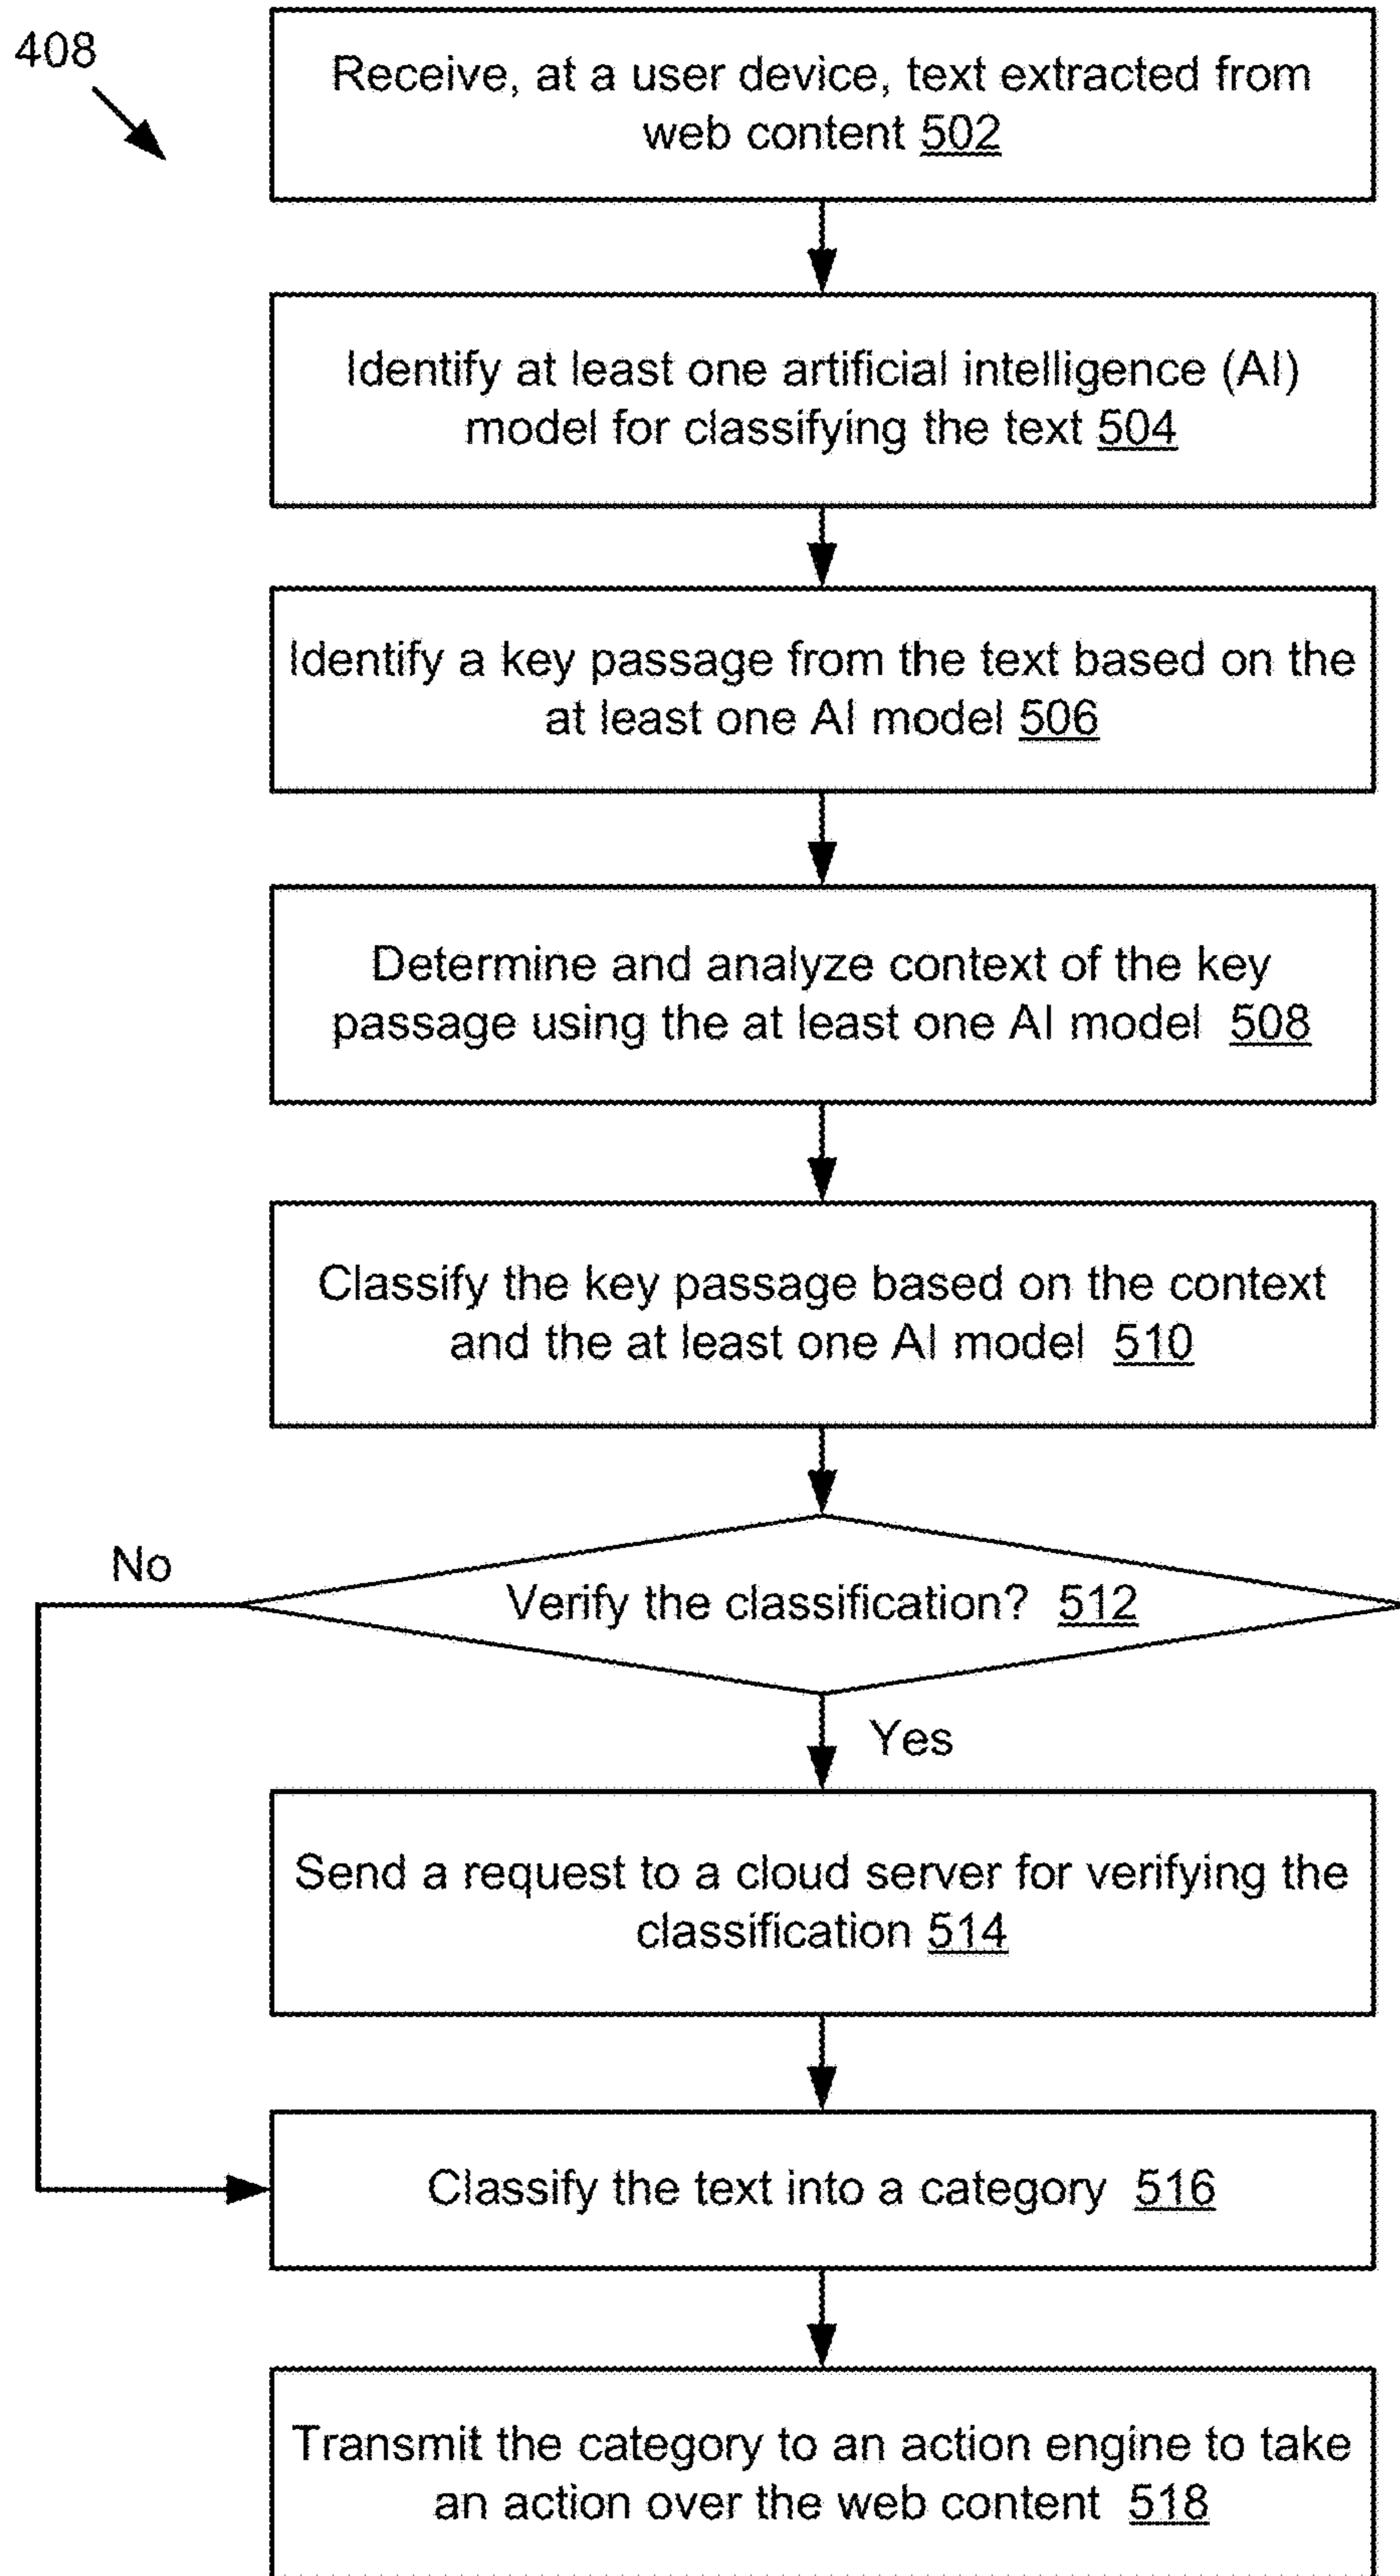 408
Receive, at a user device, text extracted from
web content 502
Identify at least one artificial intelligence (AI)
model for classifying the text 504
Identify a key passage from the text based on the
at least one AI model 506
Determine and analyze context of the key
passage using the at least one AI model 508
Classify the key passage based on the context
and the at least one AI model 510
No
Verify the classification? 512
Yes
Send a request to a cloud server for verifying the
classification 514
Classify the text into a category 516
Transmit the category to an action engine to take
an action over the web content 518